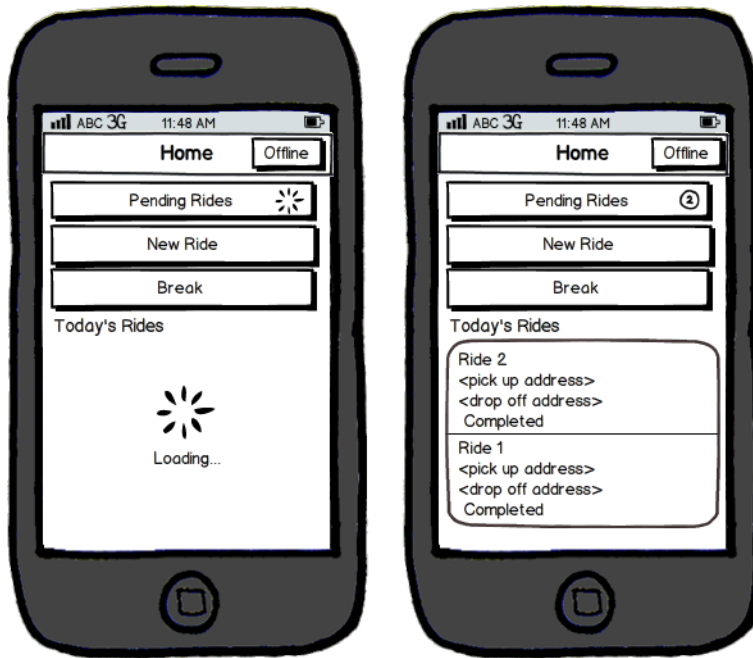 ABC 3G 11:48 AM
Home Offline
Pending Rides
New Ride
Break
Today's Rides
Loading...
ABC 3G 11:48 AM
Home Offline
Pending Rides 2
New Ride
Break
Today's Rides
Ride 2
<pick up address>
<drop off address>
Completed
Ride 1
<pick up address>
<drop off address>
Completed